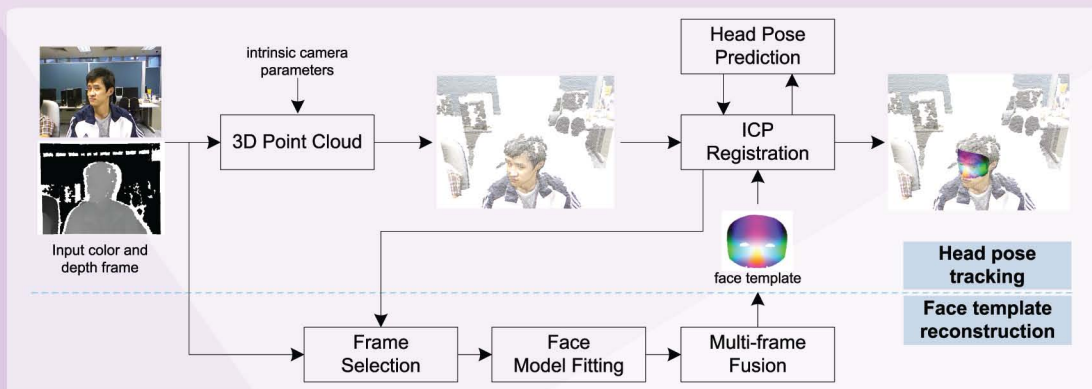 intrinsic camera
parameters
Head Pose
Prediction
3D Point Cloud
ICP
Registration
Input color and
depth frame
face template
Head pose
tracking
Face template
reconstruction
Frame
Selection
Face
Model Fitting
Multi-frame
Fusion